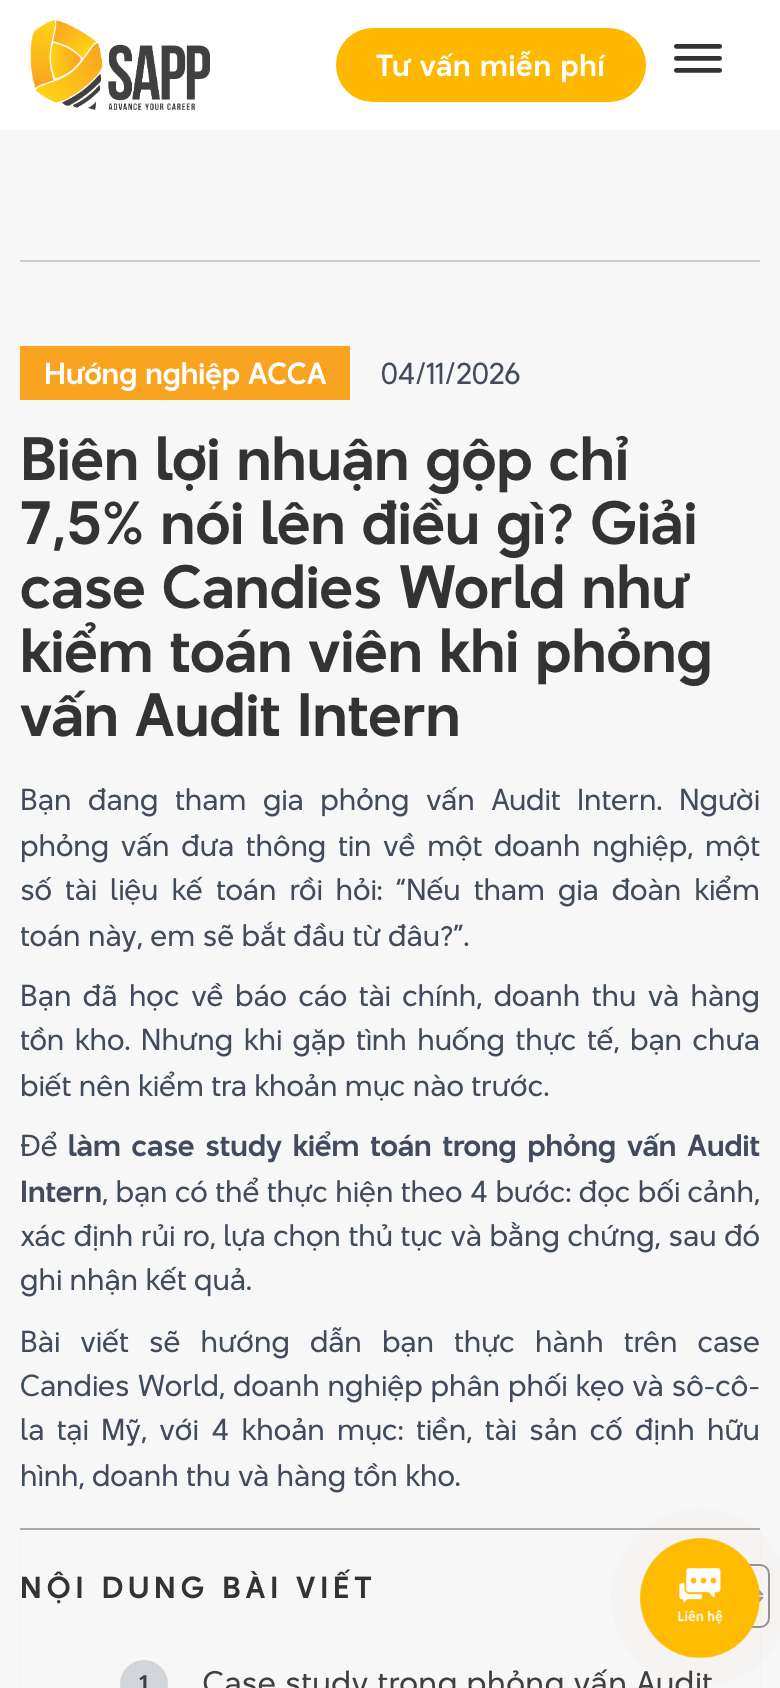 SAPP
ADVANCE YOUR CAREER
Tư vấn miễn phí
Hướng nghiệp ACCA
04/11/2026
Biên lợi nhuận gộp chỉ
7,5% nói lên điều gì? Giải
case Candies World như
kiểm toán viên khi phỏng
vấn Audit Intern
Bạn đang tham gia phỏng vấn Audit Intern. Người
phỏng vấn đưa thông tin về một doanh nghiệp, một
số tài liệu kế toán rồi hỏi: “Nếu tham gia đoàn kiểm
toán này, em sẽ bắt đầu từ đâu?”.
Bạn đã học về báo cáo tài chính, doanh thu và hàng
tồn kho. Nhưng khi gặp tình huống thực tế, bạn chưa
biết nên kiểm tra khoản mục nào trước.
Để làm case study kiểm toán trong phỏng vấn Audit
Intern, bạn có thể thực hiện theo 4 bước: đọc bối cảnh,
xác định rủi ro, lựa chọn thủ tục và bằng chứng, sau đó
ghi nhận kết quả.
Bài viết sẽ hướng dẫn bạn thực hành trên case
Candies World, doanh nghiệp phân phối kẹo và sô-cô-
la tại Mỹ, với 4 khoản mục: tiền, tài sản cố định hữu
hình, doanh thu và hàng tồn kho.
NỘI DUNG BÀI VIẾT
Liên hệ
1 Case study trong phỏng vấn Audit